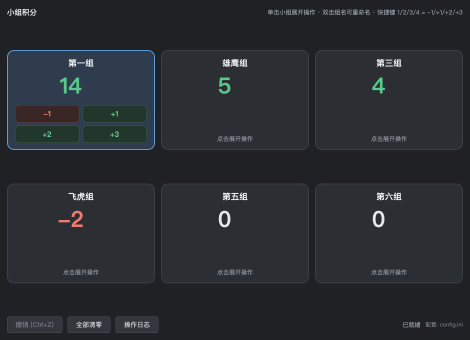 小组积分
单击小组展开操作 · 双击组名可重命名 · 快捷键 1/2/3/4 = −1/+1/+2/+3
第一组
14
−1
+1
+2
+3
雄鹰组
5
点击展开操作
第三组
4
点击展开操作
飞虎组
−2
点击展开操作
第五组
0
点击展开操作
第六组
0
点击展开操作
撤销 (Ctrl+Z)
全部清零
操作日志
已就绪
配置: config.ini